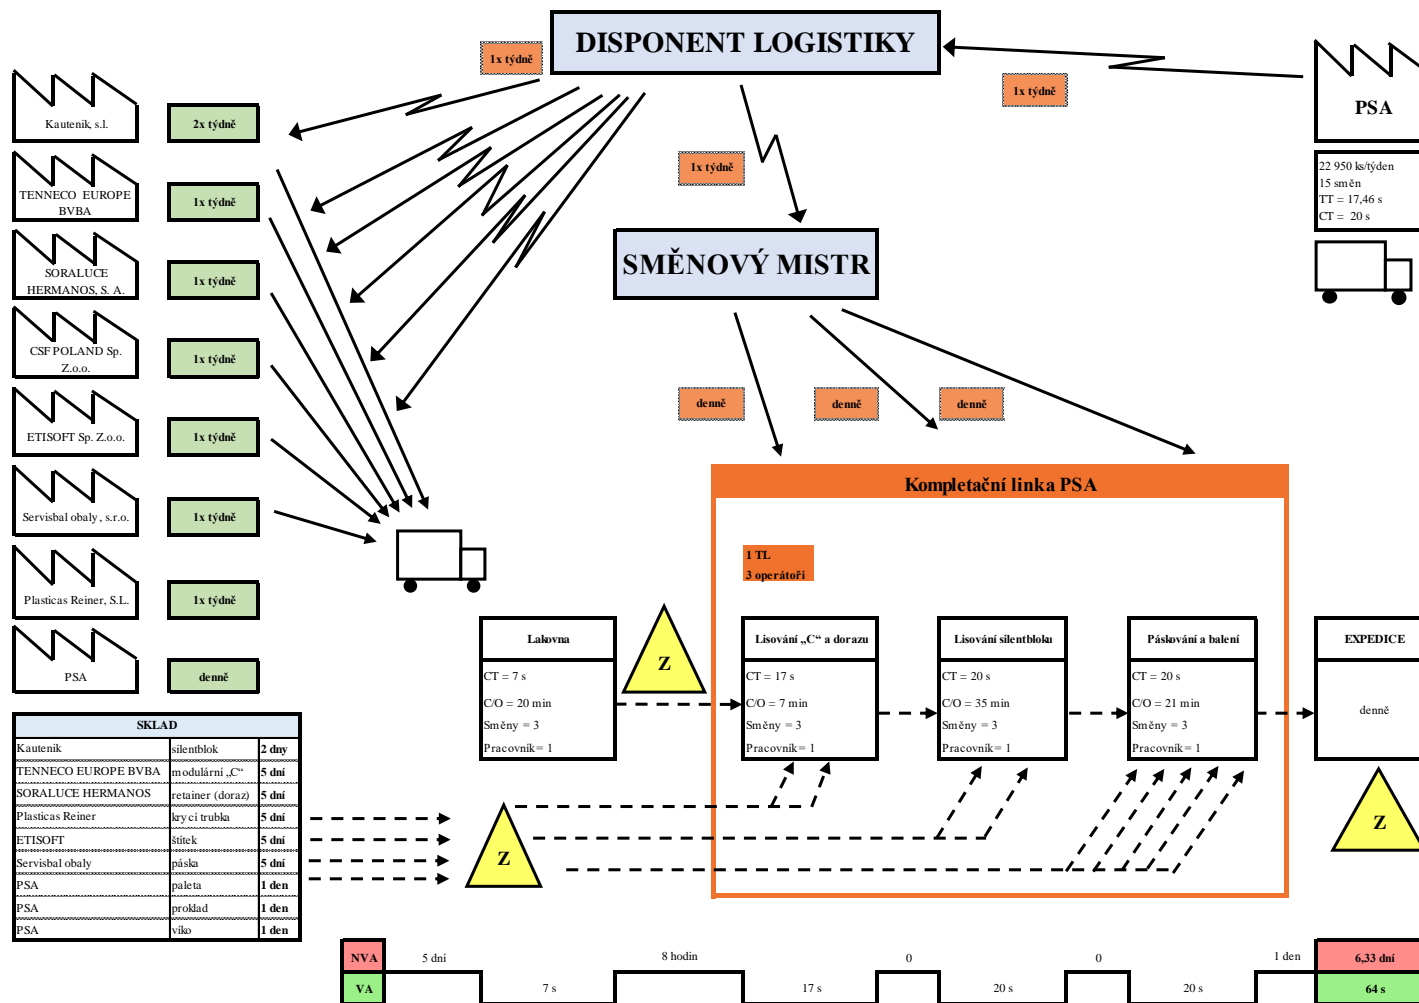 DISPONENT LOGISTIKY
1x týdně
1x týdně
PSA
22 950 ks/týden
15 směn
TT = 17,46 s
CT = 20 s
Kautenik, s.l.
2x týdně
TENNECO EUROPE
BVBA
1x týdně
SORALUCE
HERMANOS, S. A.
1x týdně
CSF POLAND Sp.
Z.o.o.
1x týdně
ETISOFT Sp. Z.o.o.
1x týdně
Servisbal obaly, s.r.o.
1x týdně
Plasticas Reiner, S.L.
1x týdně
PSA
denně
1x týdně
SMĚNOVÝ MISTR
denně
denně
denně
Kompletační linka PSA
1 TL
3 operátoři
Lakovna
CT = 7 s
C/O = 20 min
Směny = 3
Pracovník = 1
Z
Lisování „C“ a dorazu
CT = 17 s
C/O = 7 min
Směny = 3
Pracovník = 1
Lisování silentbloku
CT = 20 s
C/O = 35 min
Směny = 3
Pracovník = 1
Páskování a balení
CT = 20 s
C/O = 21 min
Směny = 3
Pracovník = 1
EXPEDICE
denně
Z
SKLAD
Kautenik silentblok 2 dny
TENNECO EUROPE BVBA modulární „C“ 5 dní
SORALUCE HERMANOS retainer (doraz) 5 dní
Plasticas Reiner krycí trubka 5 dní
ETISOFT štítek 5 dní
Servisbal obaly páska 5 dní
PSA paleta 1 den
PSA proklad 1 den
PSA víko 1 den
Z
NVA 5 dní 8 hodin 0 0 1 den 6,33 dní
VA 7 s 17 s 20 s 20 s 64 s